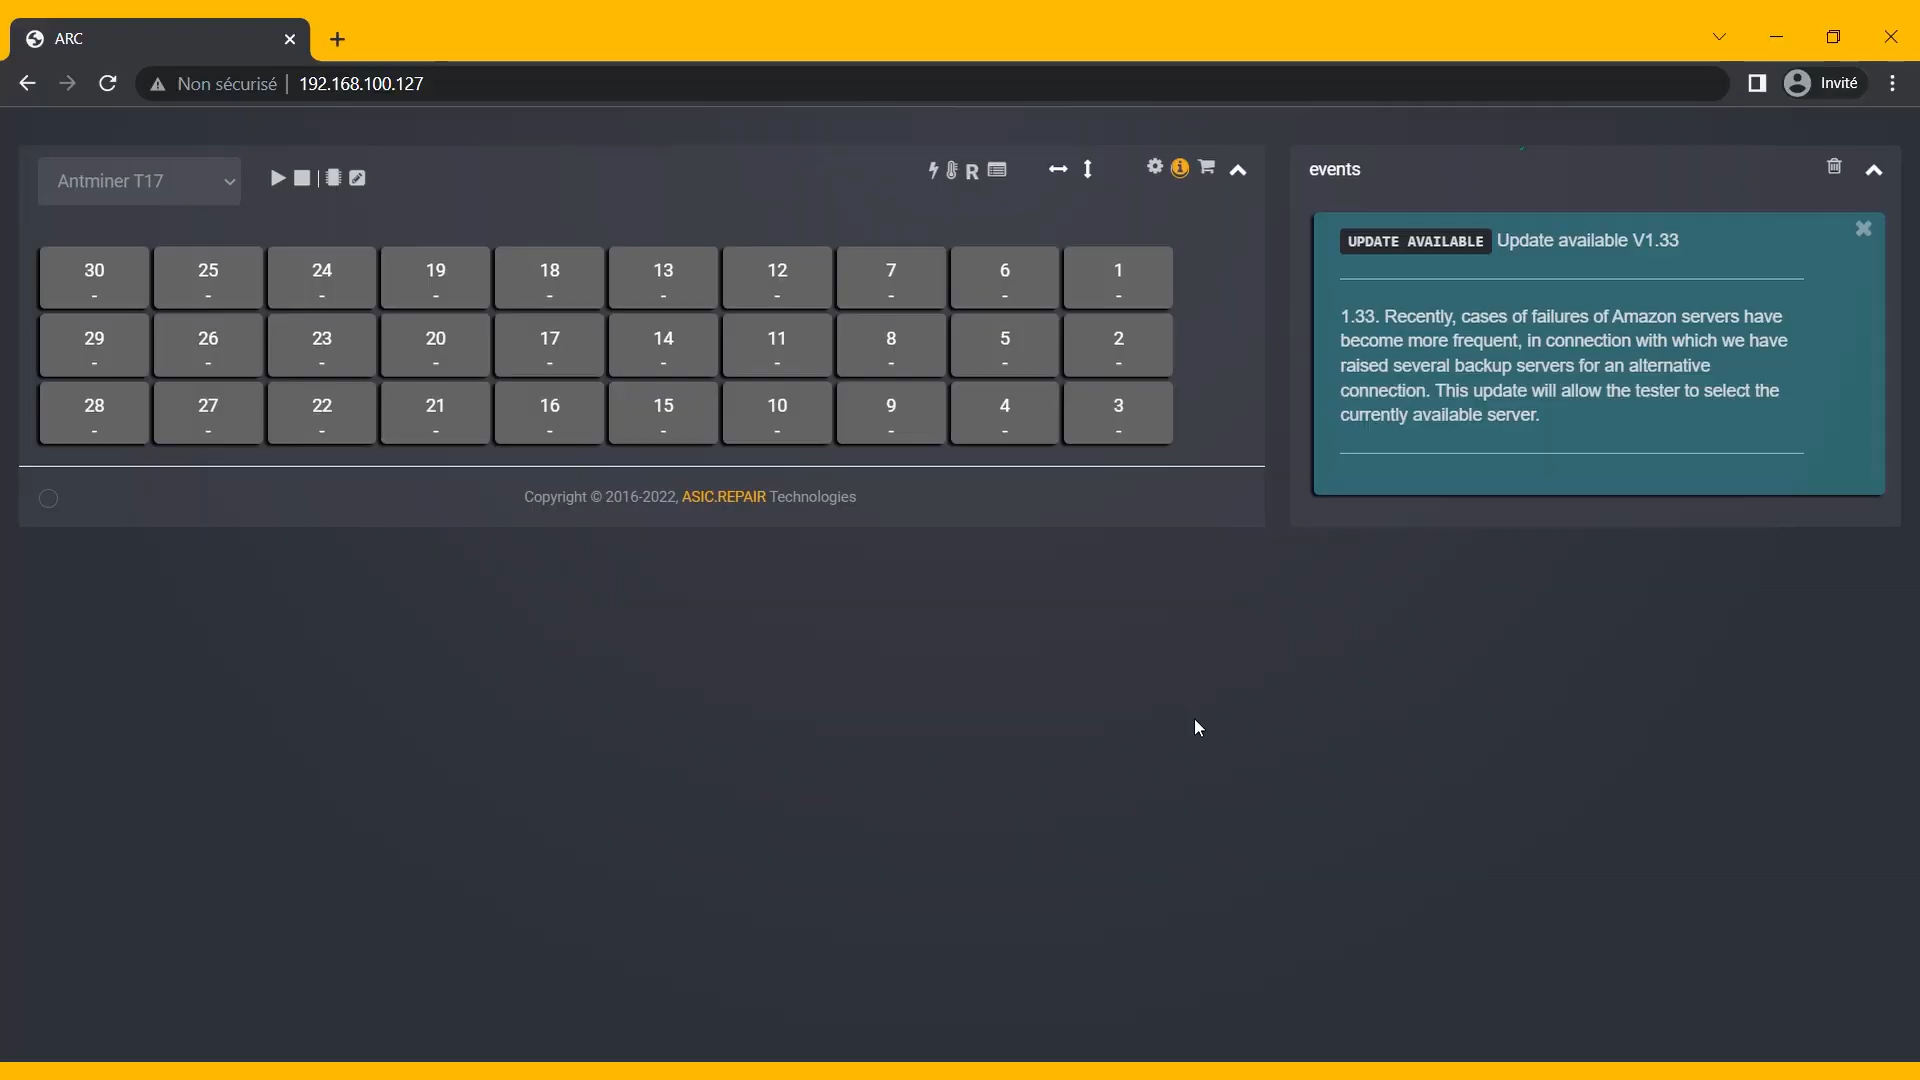 ARC
Non sécurisé | 192.168.100.127
Invité
Antminer T17
R
30 25 24 19 18 13 12 7 6 1
- - - - - - - - - -
29 26 23 20 17 14 11 8 5 2
- - - - - - - - - -
28 27 22 21 16 15 10 9 4 3
- - - - - - - - - -
Copyright © 2016-2022, ASIC.REPAIR Technologies
events
UPDATE AVAILABLE Update available V1.33
1.33. Recently, cases of failures of Amazon servers have
become more frequent, in connection with which we have
raised several backup servers for an alternative
connection. This update will allow the tester to select the
currently available server.